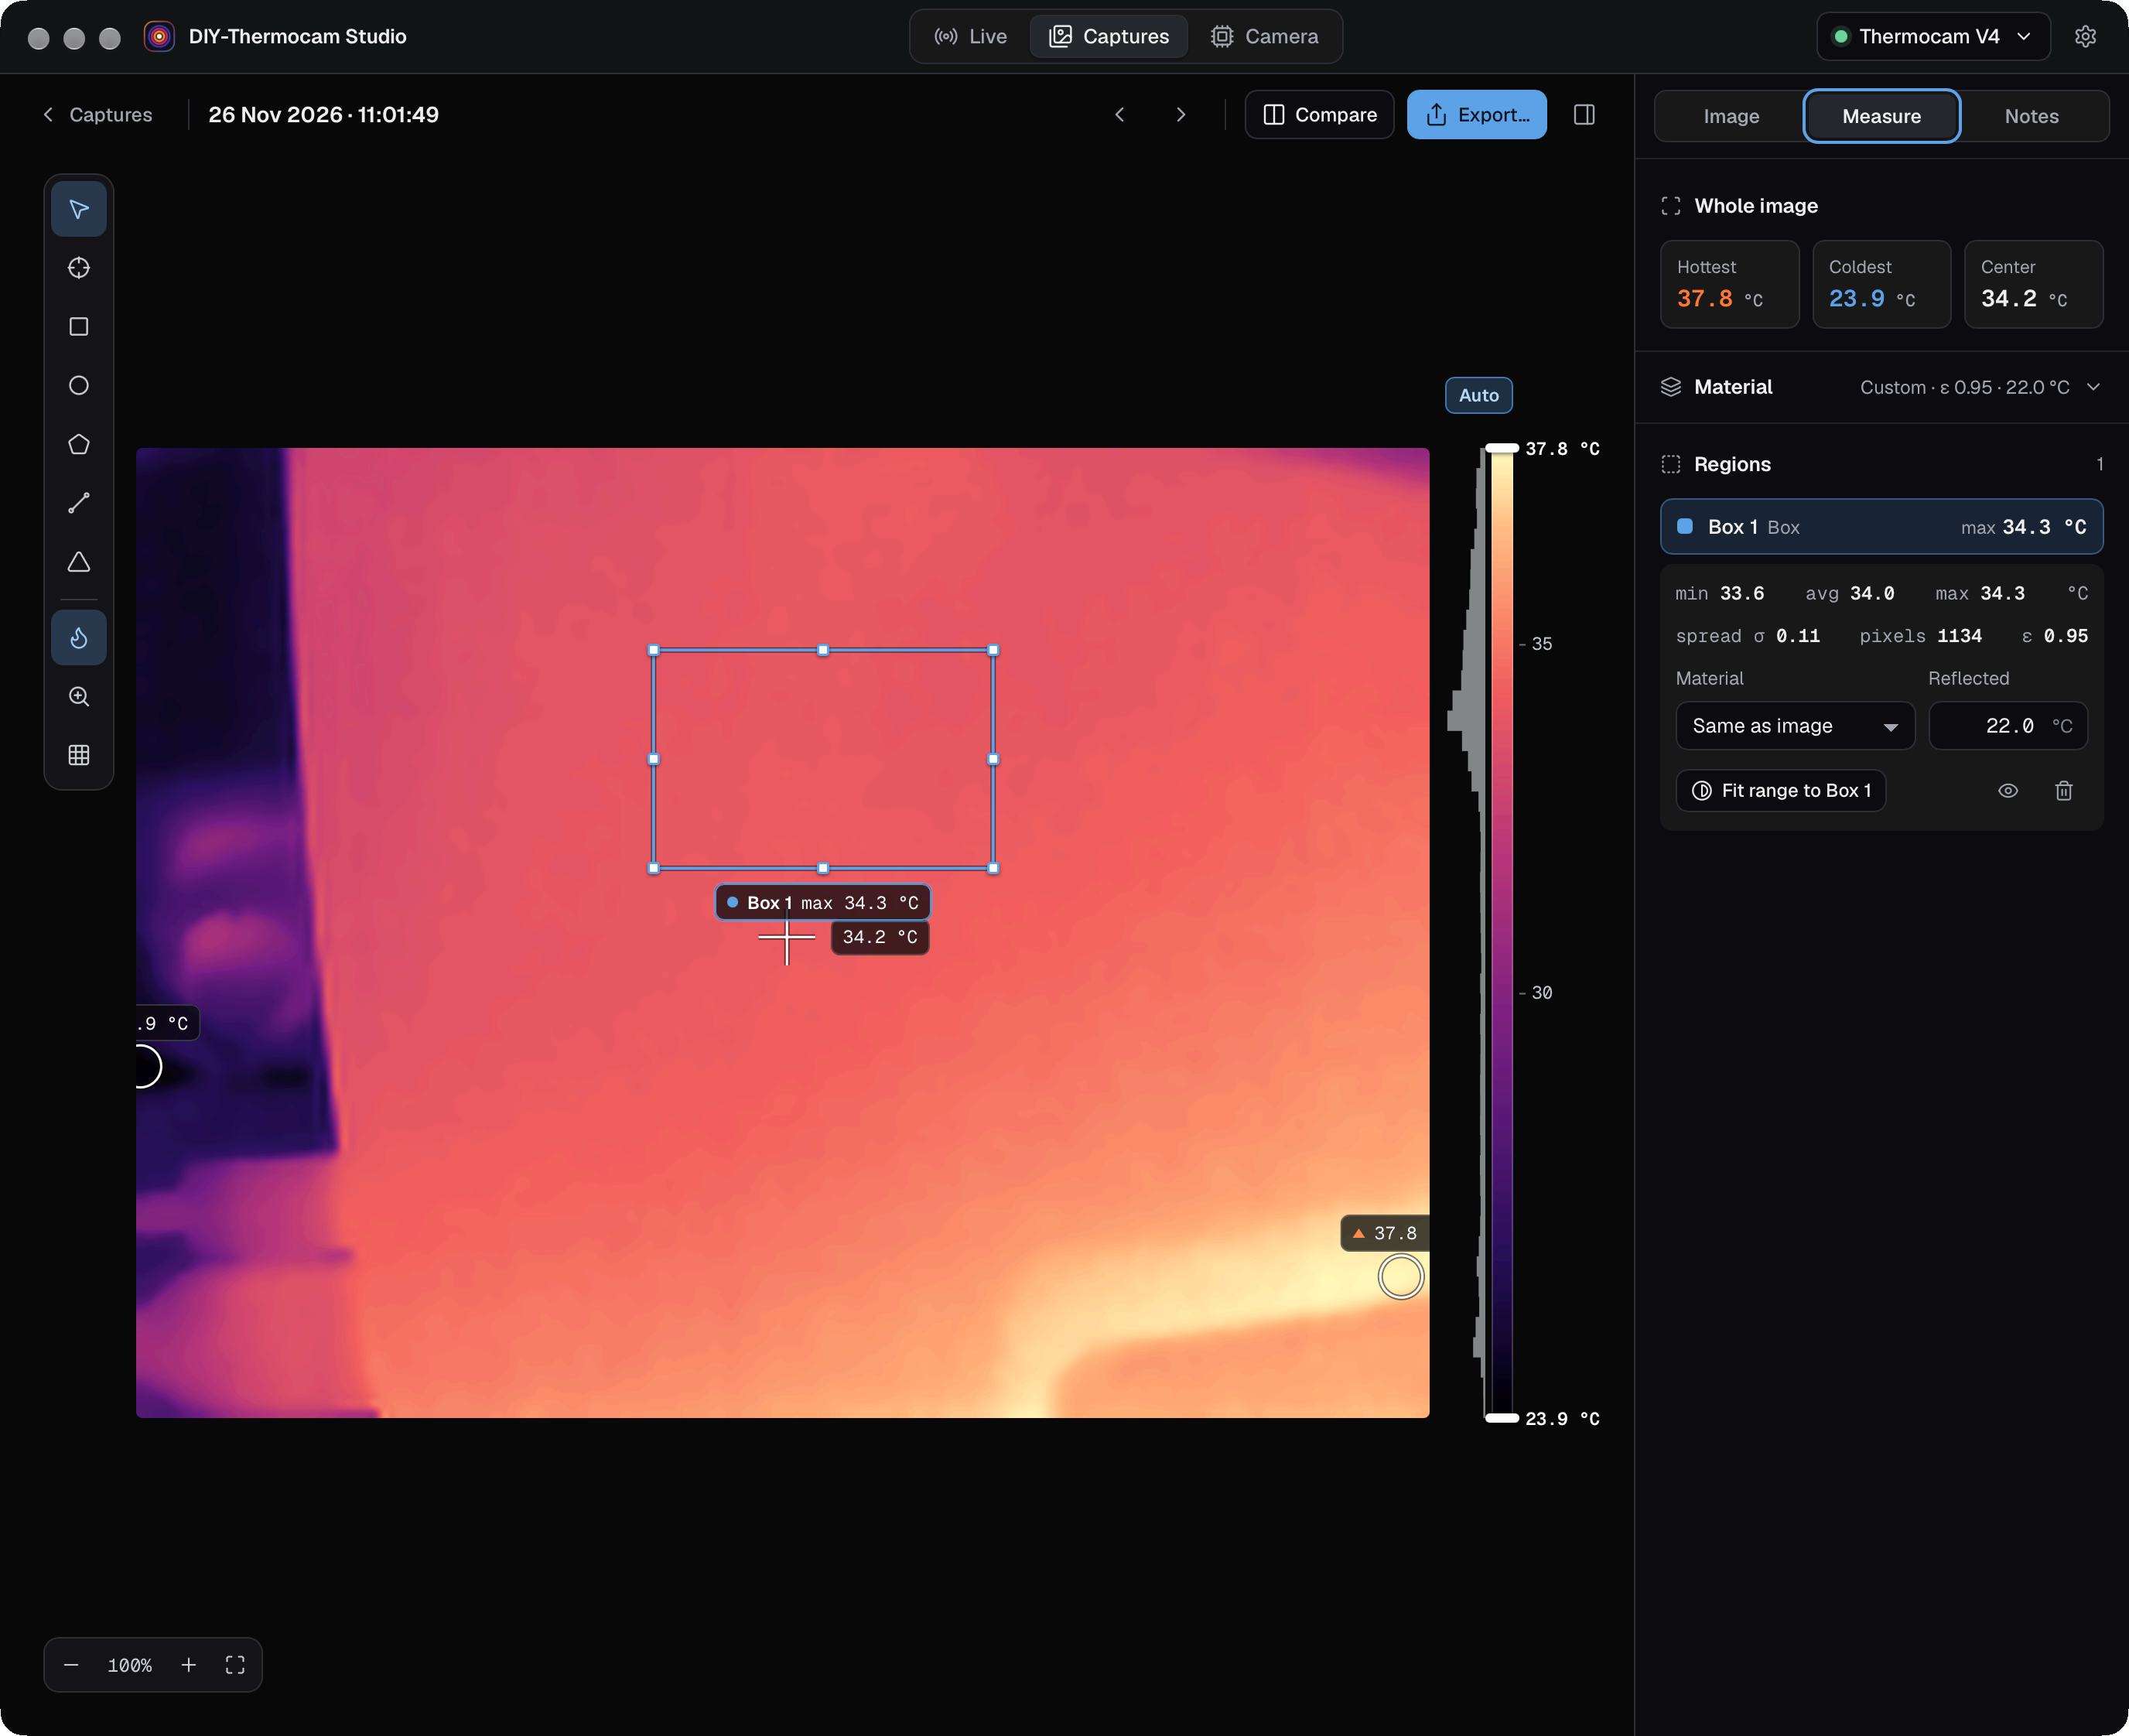 DIY-Thermocam Studio
Live
Captures
Camera
Thermocam V4
Captures
26 Nov 2026 · 11:01:49
Compare
Export...
Image
Measure
Notes
Whole image
Hottest
37.8 °C
Coldest
23.9 °C
Center
34.2 °C
Material
Custom · ε 0.95 · 22.0 °C
Regions
1
Box 1 Box
max 34.3 °C
min 33.6 avg 34.0 max 34.3 °C
spread σ 0.11 pixels 1134 ε 0.95
Material
Reflected
Same as image
22.0 °C
Fit range to Box 1
Auto
37.8 °C
35
30
23.9 °C
Box 1 max 34.3 °C
34.2 °C
.9 °C
37.8
100%